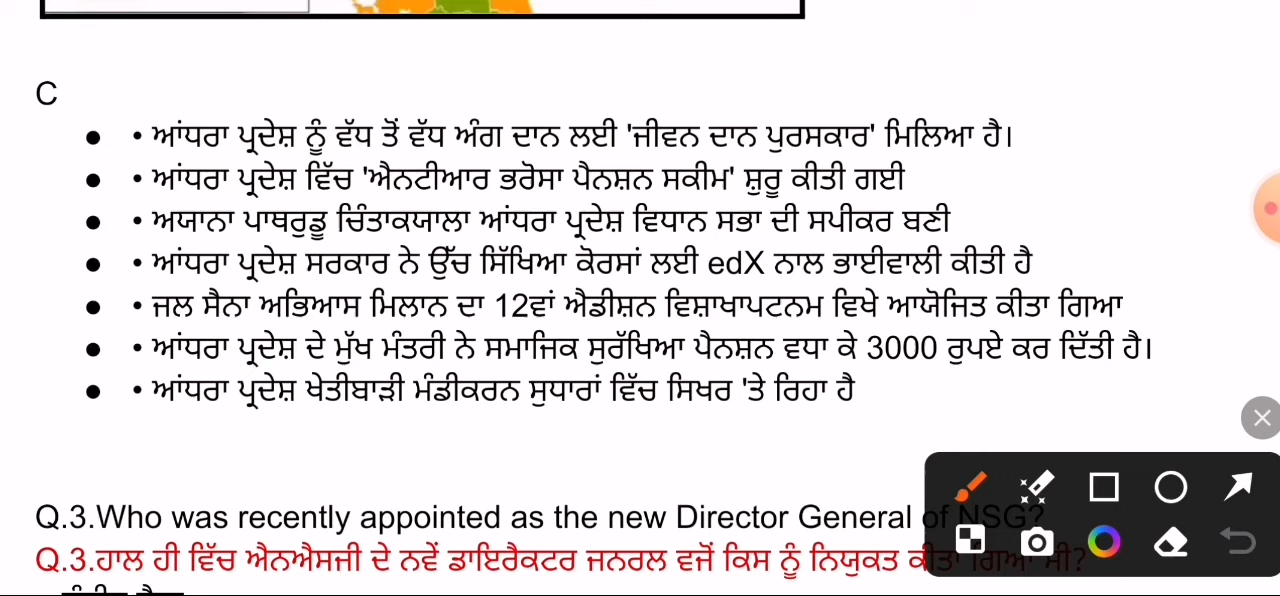 C
• ਆਂਧਰਾ ਪ੍ਰਦੇਸ਼ ਨੂੰ ਵੱਧ ਤੋਂ ਵੱਧ ਅੰਗ ਦਾਨ ਲਈ 'ਜੀਵਨ ਦਾਨ ਪੁਰਸਕਾਰ' ਮਿਲਿਆ ਹੈ।
• ਆਂਧਰਾ ਪ੍ਰਦੇਸ਼ ਵਿੱਚ 'ਐਨਟੀਆਰ ਭਰੋਸਾ ਪੈਨਸ਼ਨ ਸਕੀਮ' ਸ਼ੁਰੂ ਕੀਤੀ ਗਈ
• ਅਯਾਨਾ ਪਾਥਰੁਡੂ ਚਿੰਤਾਕਯਾਲਾ ਆਂਧਰਾ ਪ੍ਰਦੇਸ਼ ਵਿਧਾਨ ਸਭਾ ਦੀ ਸਪੀਕਰ ਬਣੀ
• ਆਂਧਰਾ ਪ੍ਰਦੇਸ਼ ਸਰਕਾਰ ਨੇ ਉੱਚ ਸਿੱਖਿਆ ਕੋਰਸਾਂ ਲਈ edX ਨਾਲ ਭਾਈਵਾਲੀ ਕੀਤੀ ਹੈ
• ਜਲ ਸੈਨਾ ਅਭਿਆਸ ਮਿਲਾਨ ਦਾ 12ਵਾਂ ਐਡੀਸ਼ਨ ਵਿਸ਼ਾਖਾਪਟਨਮ ਵਿਖੇ ਆਯੋਜਿਤ ਕੀਤਾ ਗਿਆ
• ਆਂਧਰਾ ਪ੍ਰਦੇਸ਼ ਦੇ ਮੁੱਖ ਮੰਤਰੀ ਨੇ ਸਮਾਜਿਕ ਸੁਰੱਖਿਆ ਪੈਨਸ਼ਨ ਵਧਾ ਕੇ 3000 ਰੁਪਏ ਕਰ ਦਿੱਤੀ ਹੈ।
• ਆਂਧਰਾ ਪ੍ਰਦੇਸ਼ ਖੇਤੀਬਾੜੀ ਮੰਡੀਕਰਨ ਸੁਧਾਰਾਂ ਵਿੱਚ ਸਿਖਰ 'ਤੇ ਰਿਹਾ ਹੈ
Q.3.Who was recently appointed as the new Director General of NSG?
Q.3.ਹਾਲ ਹੀ ਵਿੱਚ ਐਨਐਸਜੀ ਦੇ ਨਵੇਂ ਡਾਇਰੈਕਟਰ ਜਨਰਲ ਵਜੋਂ ਕਿਸ ਨੂੰ ਨਿਯੁਕਤ ਕੀਤਾ ਗਿਆ ਸੀ?